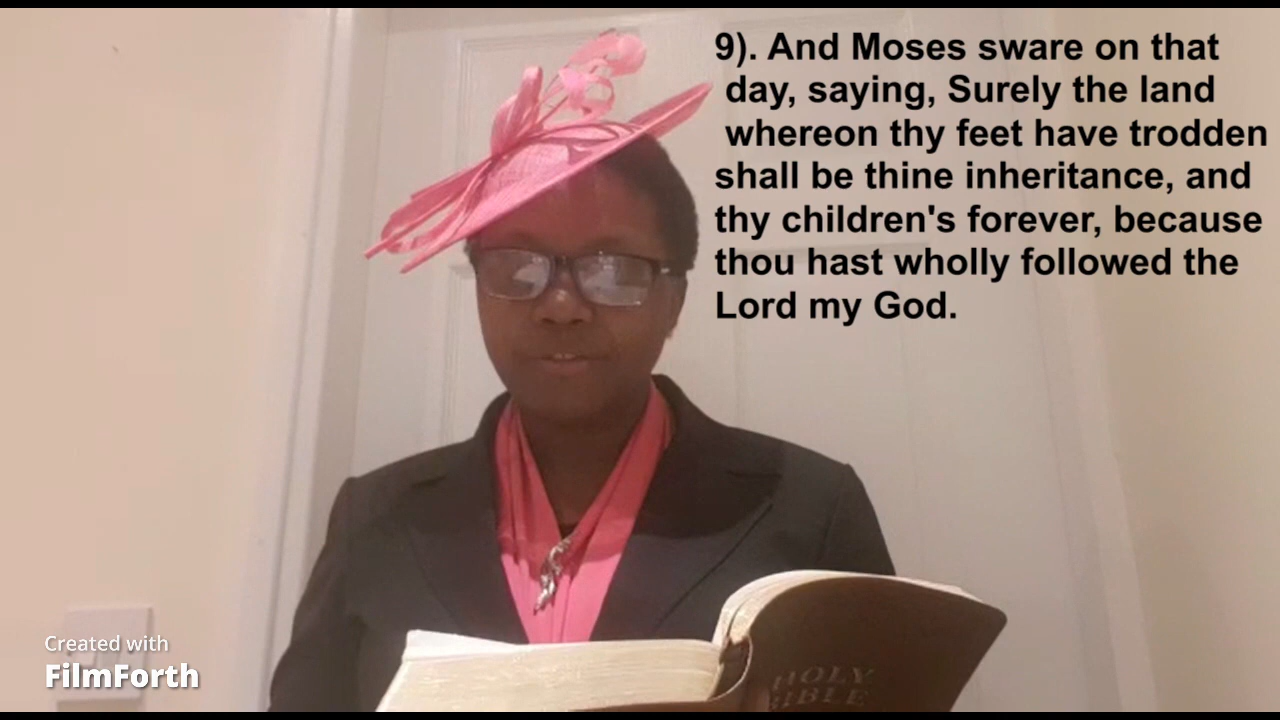 9). And Moses sware on that
day, saying, Surely the land
whereon thy feet have trodden
shall be thine inheritance, and
thy children's forever, because
thou hast wholly followed the
Lord my God.
Created with
FilmForth
HOLY
BIBLE